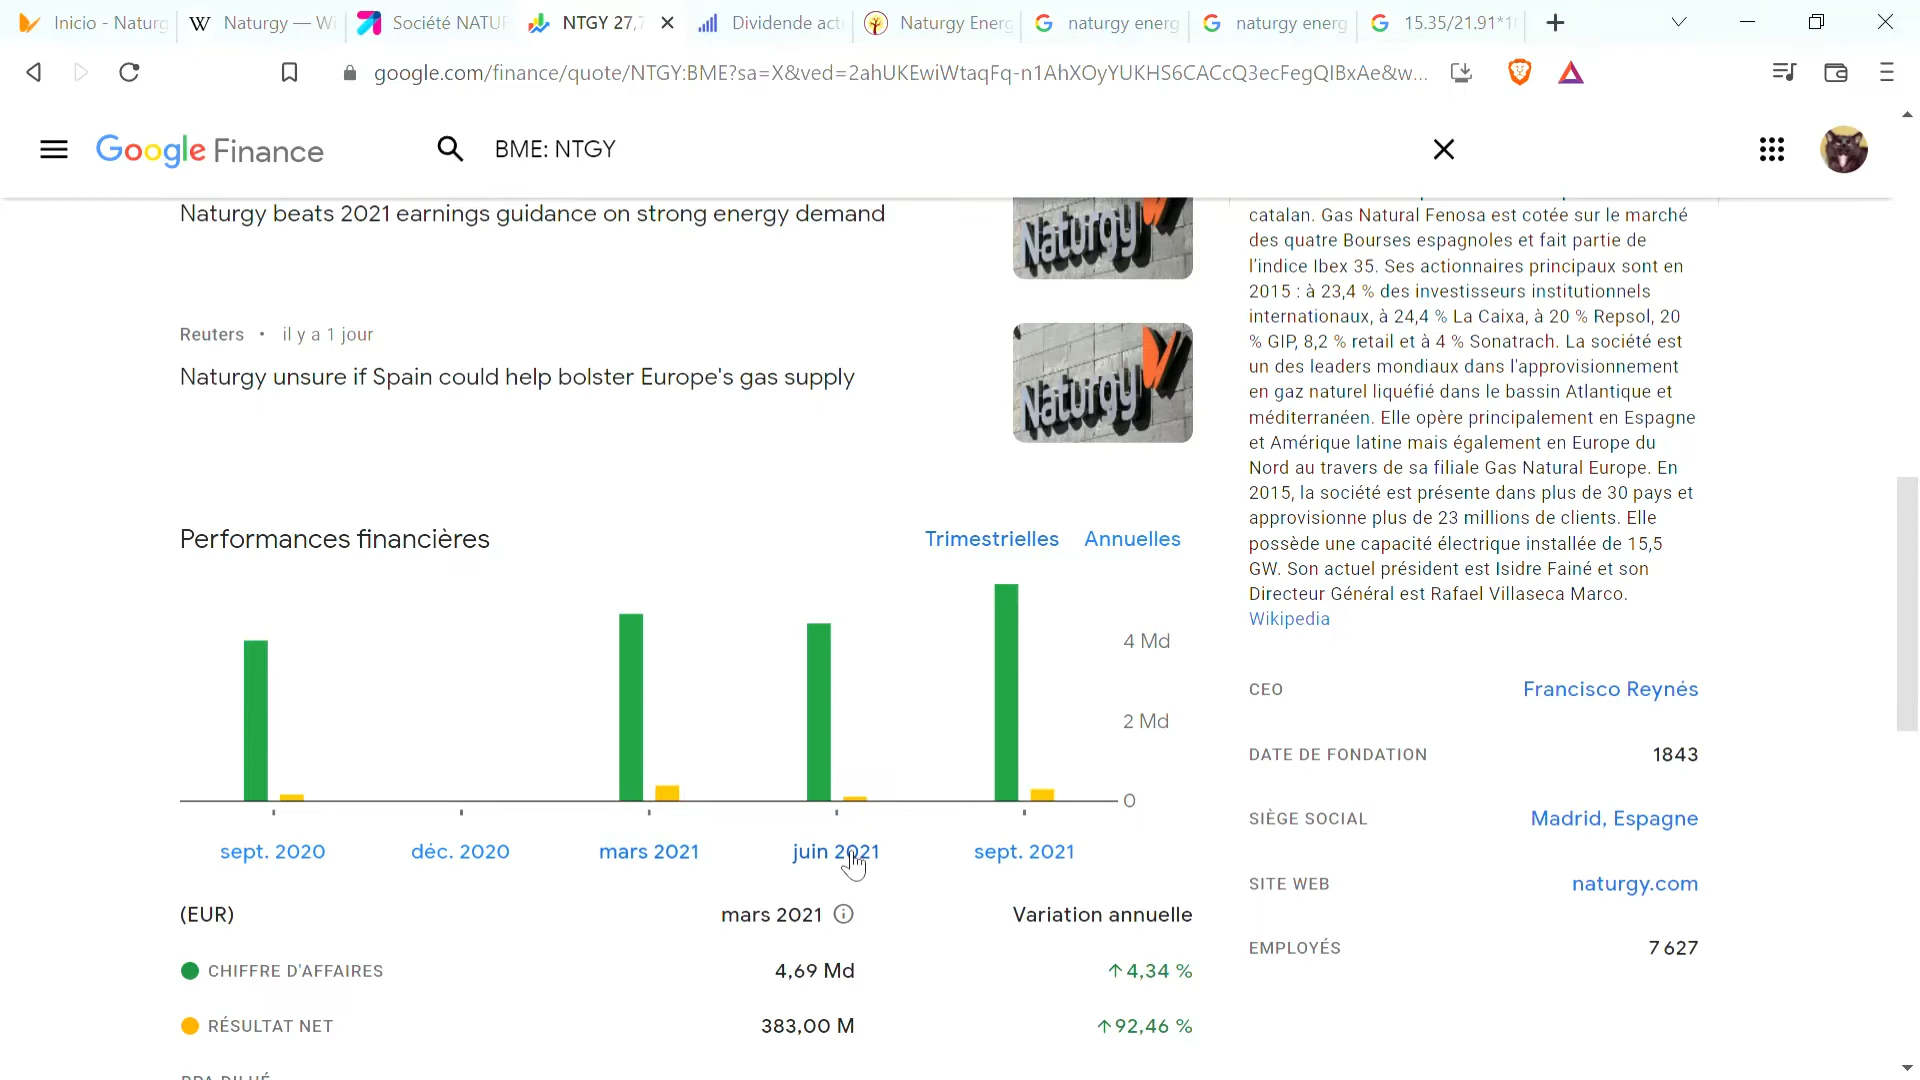 Inicio - Naturg
Naturgy — Wi
Société NATUR
NTGY 27,7
Dividende acti
Naturgy Energ
naturgy energ
naturgy energ
15.35/21.91*1
google.com/finance/quote/NTGY:BME?sa=X&ved=2ahUKEwiWtaqFq-n1AhXOyYUKHS6CACcQ3ecFegQIBxAe&w...
Google Finance
BME: NTGY
Naturgy beats 2021 earnings guidance on strong energy demand
Naturgy
Reuters • il y a 1 jour
Naturgy unsure if Spain could help bolster Europe's gas supply
Naturgy
Performances financières
Trimestrielles
Annuelles
4 Md
2 Md
0
sept. 2020
déc. 2020
mars 2021
juin 2021
sept. 2021
(EUR)
mars 2021
Variation annuelle
CHIFFRE D'AFFAIRES
4,69 Md
↑4,34 %
RÉSULTAT NET
383,00 M
↑92,46 %
BPA DILUÉ
catalan. Gas Natural Fenosa est cotée sur le marché
des quatre Bourses espagnoles et fait partie de
l'indice Ibex 35. Ses actionnaires principaux sont en
2015 : à 23,4 % des investisseurs institutionnels
internationaux, à 24,4 % La Caixa, à 20 % Repsol, 20
% GIP, 8,2 % retail et à 4 % Sonatrach. La société est
un des leaders mondiaux dans l'approvisionnement
en gaz naturel liquéfié dans le bassin Atlantique et
méditerranéen. Elle opère principalement en Espagne
et Amérique latine mais également en Europe du
Nord au travers de sa filiale Gas Natural Europe. En
2015, la société est présente dans plus de 30 pays et
approvisionne plus de 23 millions de clients. Elle
possède une capacité électrique installée de 15,5
GW. Son actuel président est Isidre Fainé et son
Directeur Général est Rafael Villaseca Marco.
Wikipedia
CEO
Francisco Reynés
DATE DE FONDATION
1843
SIÈGE SOCIAL
Madrid, Espagne
SITE WEB
naturgy.com
EMPLOYÉS
7 627